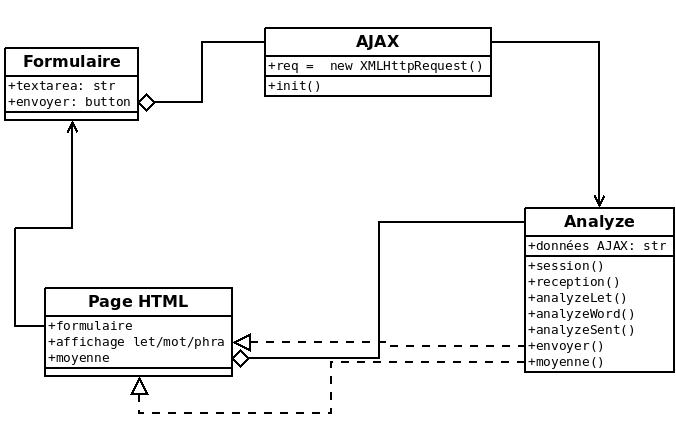 AJAX
+req =  new XMLHttpRequest()
+init()
Formulaire
+textarea: str
+envoyer: button
Analyze
+données AJAX: str
+session()
+reception()
+analyzeLet()
+analyzeWord()
+analyzeSent()
+envoyer()
+moyenne()
Page HTML
+formulaire
+affichage let/mot/phra
+moyenne